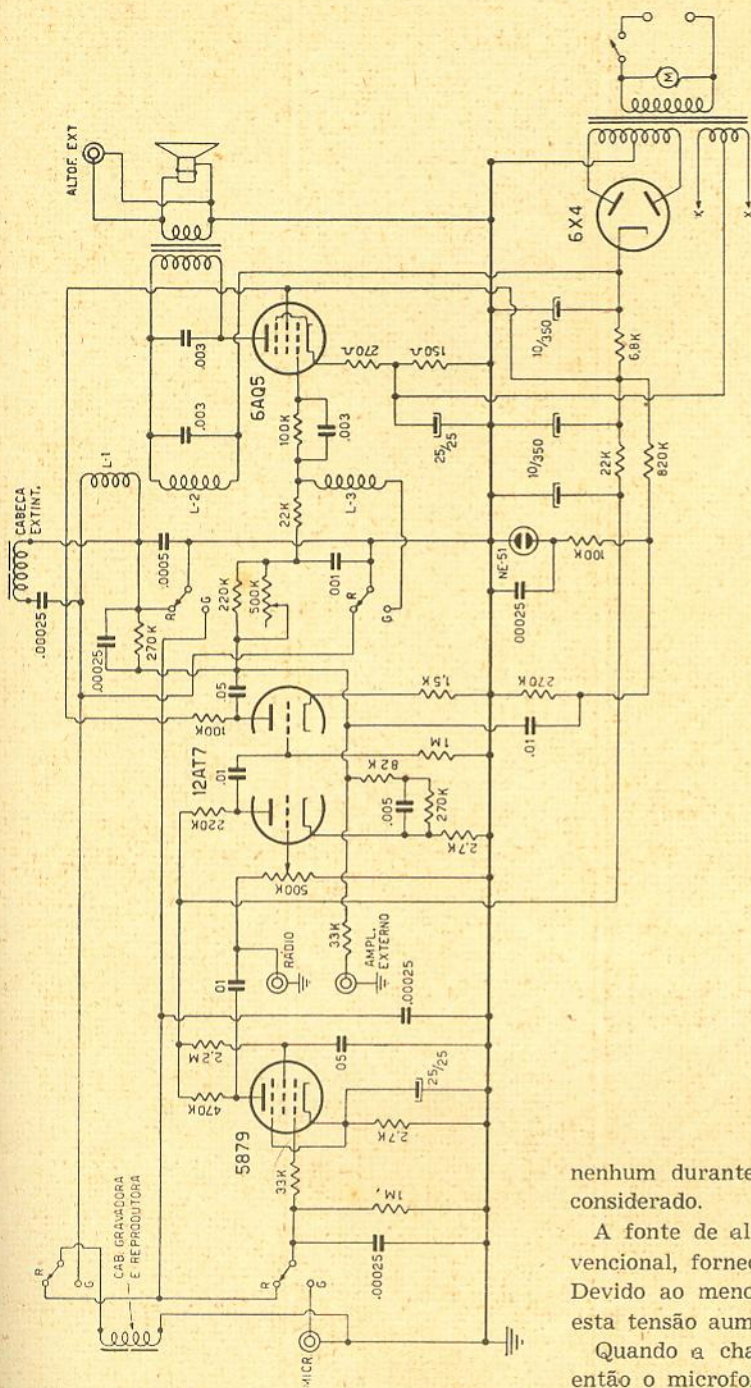 ALTOF. EXT
6X4
X
X
.003
.003
6AQ5
270Ω
150Ω
10/350
6,8K
L-1
L-2
100K
.003
25/25
10/350
22K
820K
CABEÇA
EXTINT.
.00025
.0005
22K
L-3
NE-51
100K
.00025
270K
R
G
220K
500K
.001
R
G
00025
.05
100K
1,5K
270K
12AT7
.01
1M
.01
220K
82K
.005
270K
2.7K
500K
33K
RÁDIO
AMPL.
EXTERNO
01
.00025
2.2M
05
470K
25/25
5879
2.7K
33K
1M,
R
G
CAB. GRAVADORA
E REPRODUTORA
R
G
.00025
MICR.
M
nenhum durante
considerado.
A fonte de al
vencional, fornec
Devido ao meno
esta tensão aum
Quando a cha
então o microfo